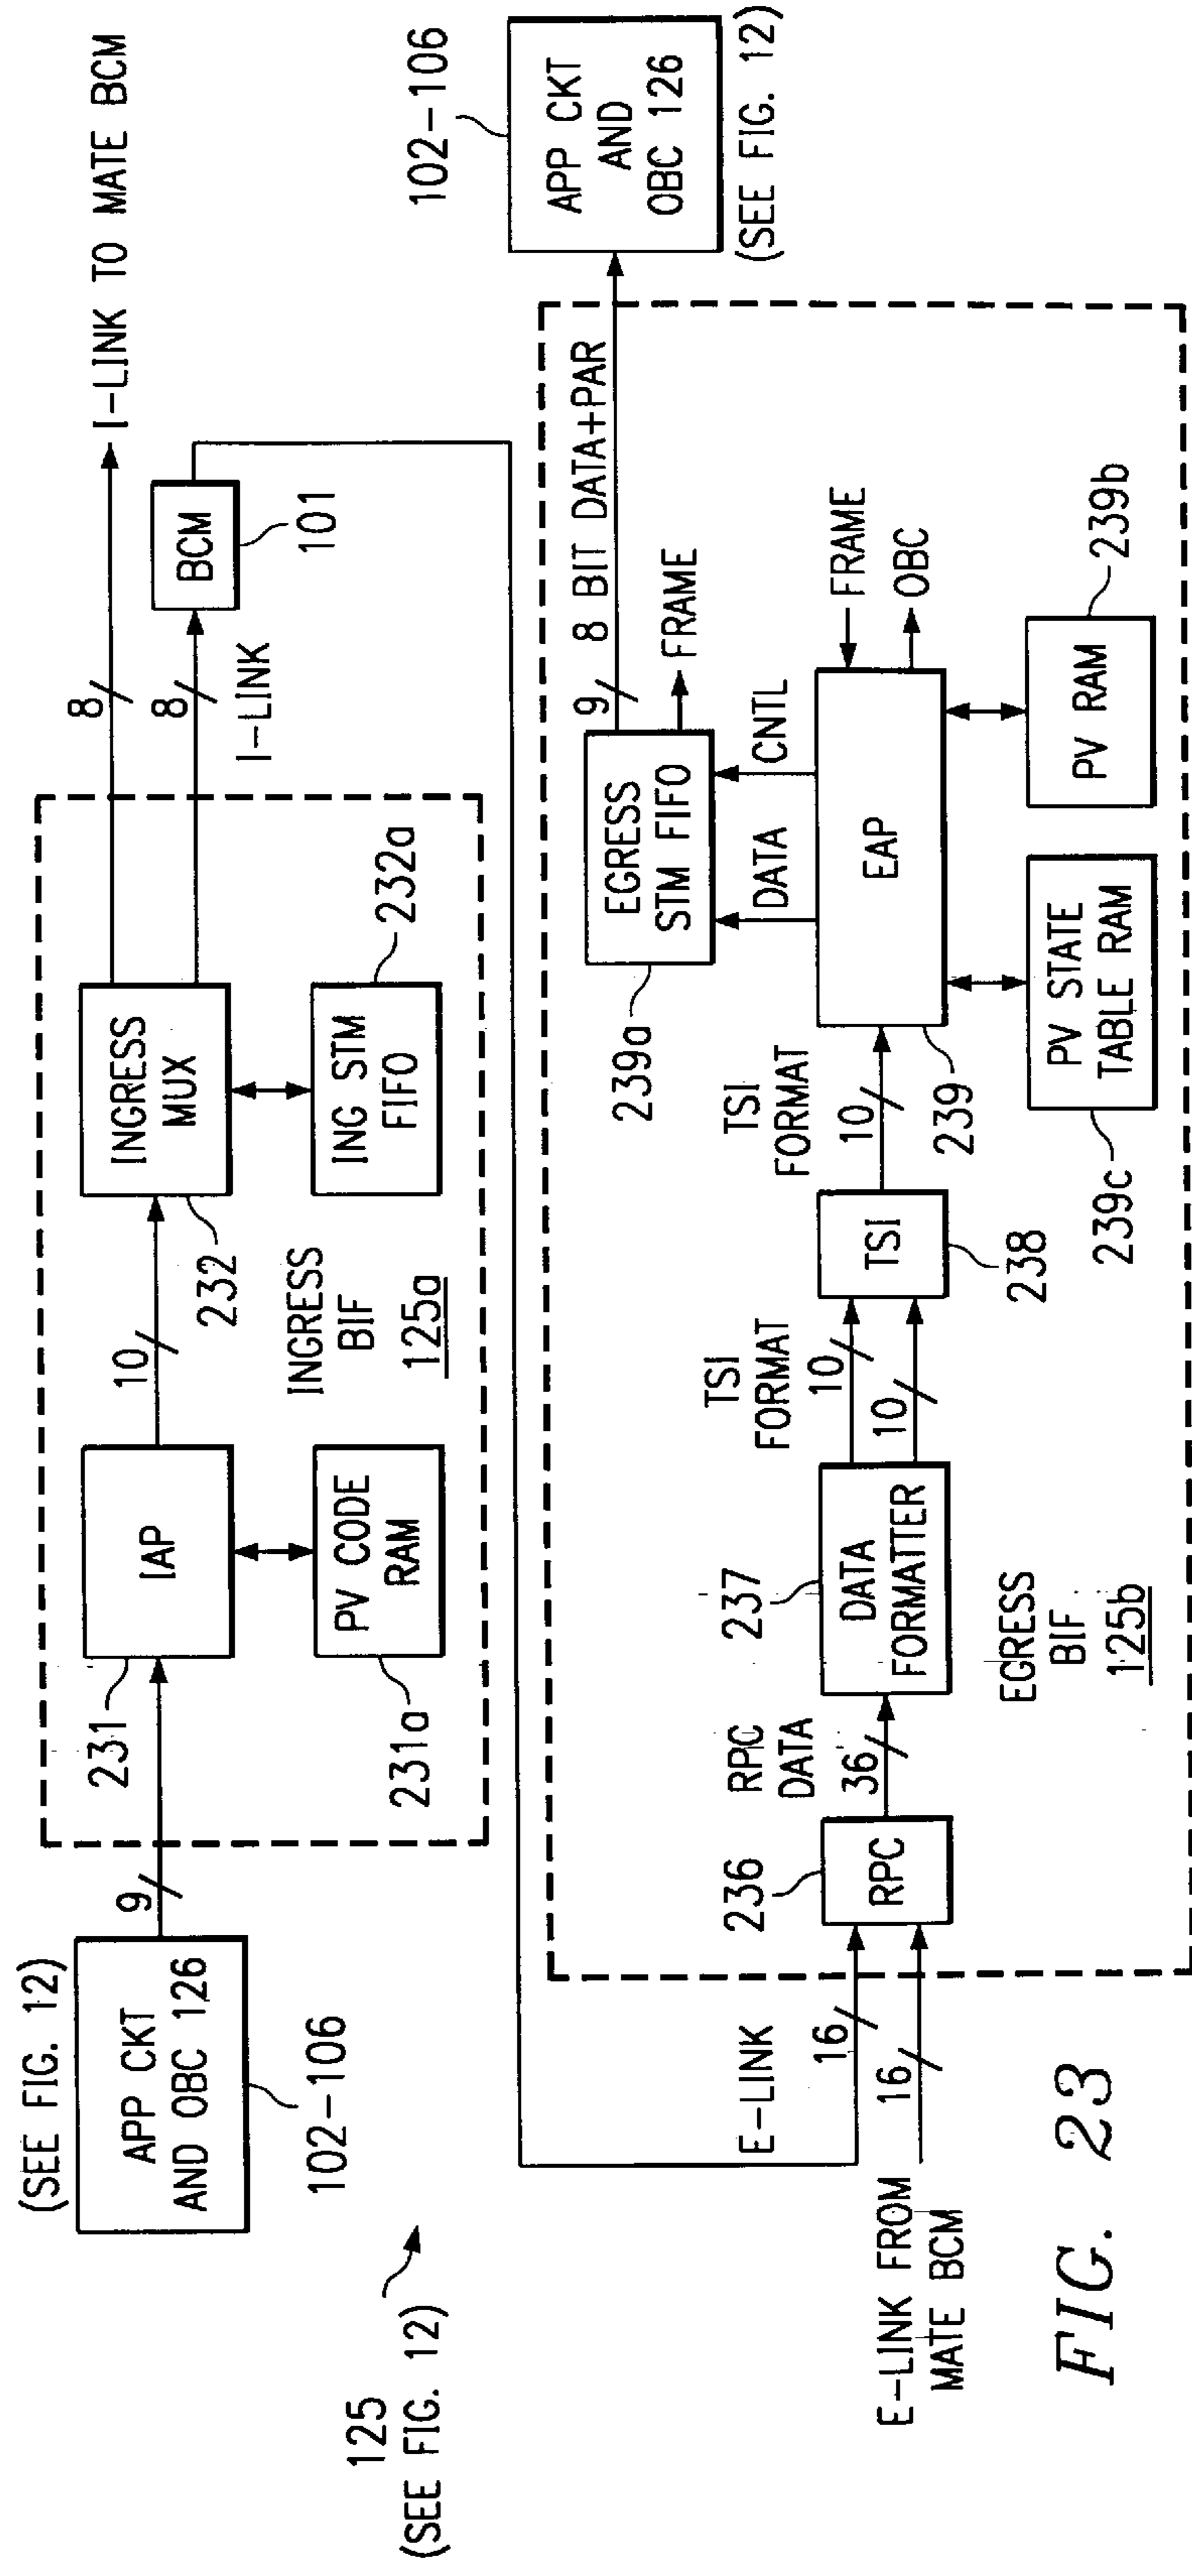 (SEE FIG. 12)
APP CKT
AND OBC 126
102-106
9
231
IAP
PV CODE
RAM
231a
10
232
INGRESS
MUX
ING STM
FIFO
232a
INGRESS
BIF
125a
8
8
I-LINK
I-LINK TO MATE BCM
BCM
101
125
(SEE FIG. 12)
E-LINK
16
16
E-LINK FROM
MATE BCM
236
RPC
RPC
DATA
36
237
DATA
FORMATTER
TSI
FORMAT
10
10
TSI
238
TSI
FORMAT
10
239
EAP
DATA
CNTL
239a
EGRESS
STM FIFO
FRAME
9
8 BIT DATA+PAR
FRAME
OBC
PV STATE
TABLE RAM
239c
PV RAM
239b
EGRESS
BIF
125b
102-106
APP CKT
AND
OBC 126
(SEE FIG. 12)
FIG. 23